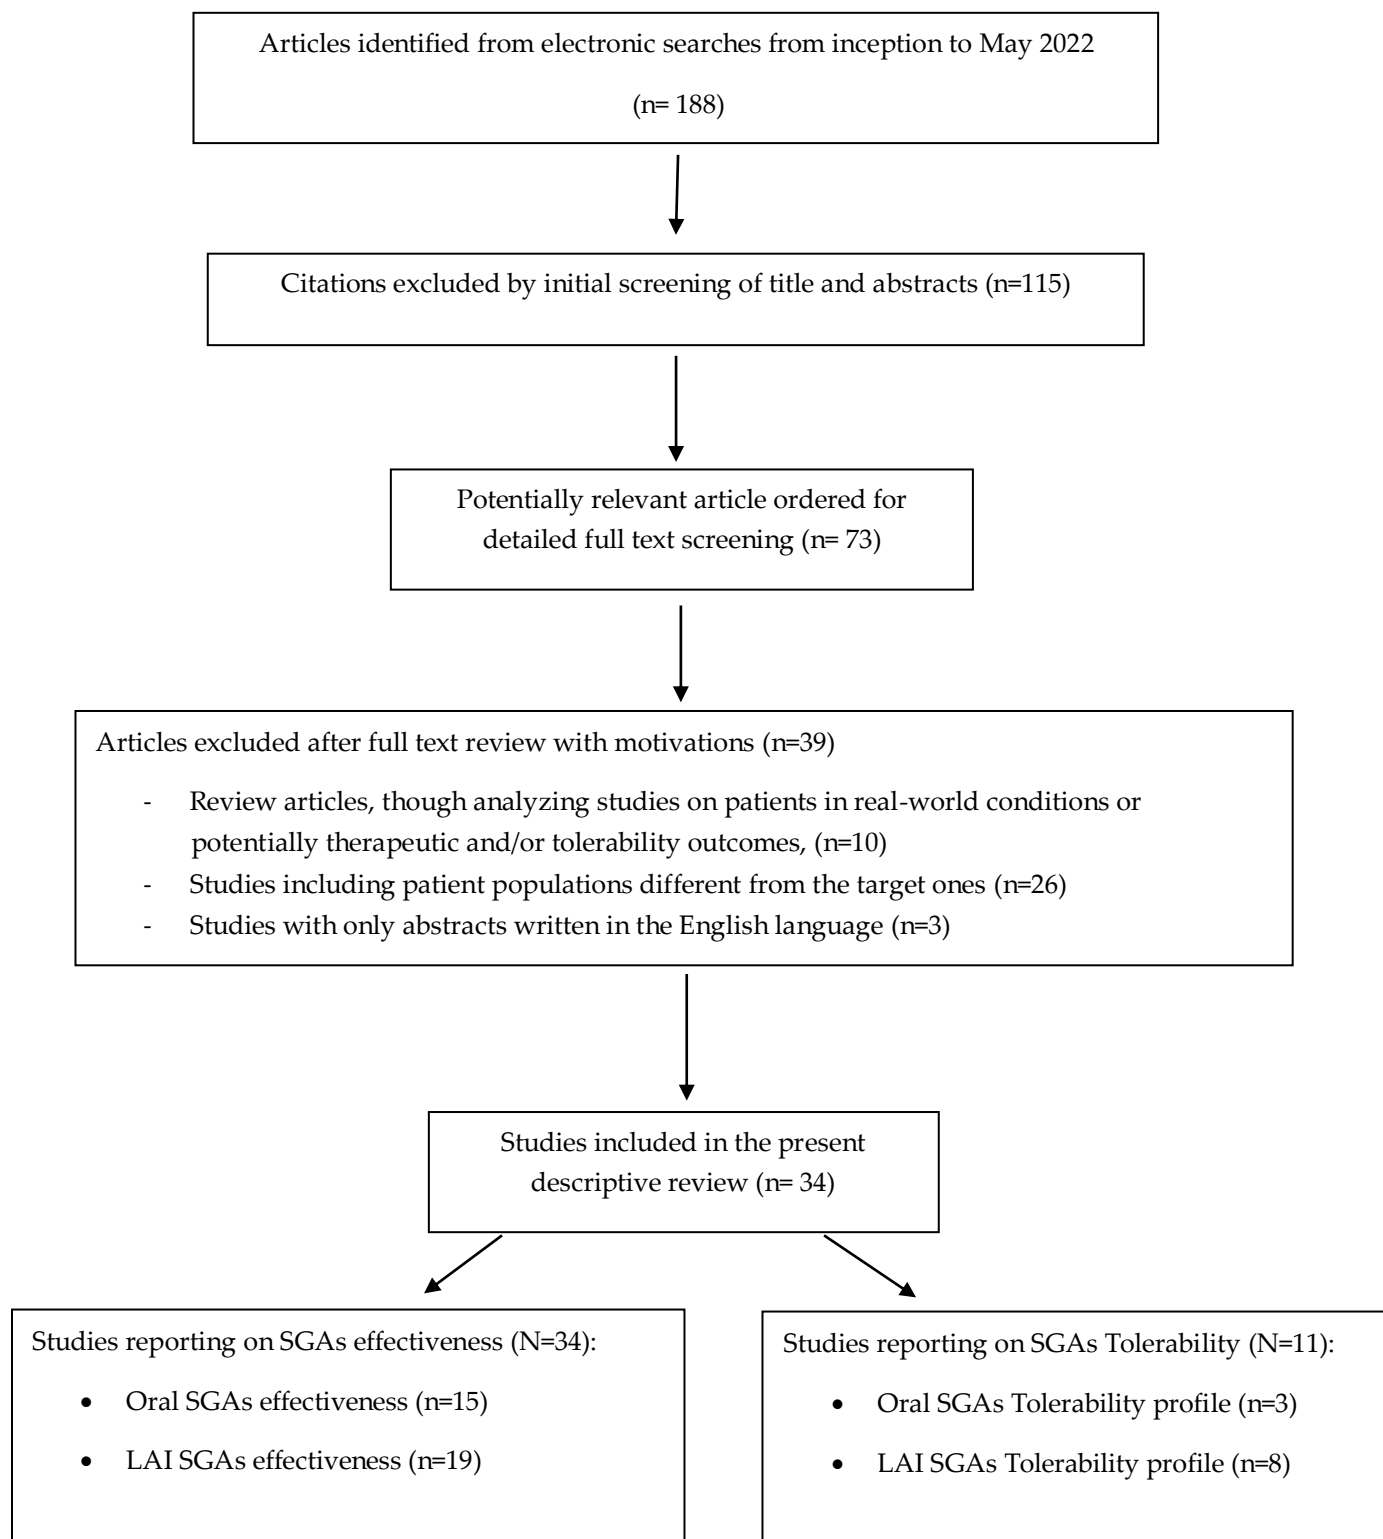 Articles identified from electronic searches from inception to May 2022
(n= 188)
Citations excluded by initial screening of title and abstracts (n=115)
Potentially relevant article ordered for
detailed full text screening (n= 73)
Articles excluded after full text review with motivations (n=39)
- Review articles, though analyzing studies on patients in real-world conditions or
potentially therapeutic and/or tolerability outcomes, (n=10)
- Studies including patient populations different from the target ones (n=26)
- Studies with only abstracts written in the English language (n=3)
Studies included in the present
descriptive review (n= 34)
Studies reporting on SGAs effectiveness (N=34):
• Oral SGAs effectiveness (n=15)
• LAI SGAs effectiveness (n=19)
Studies reporting on SGAs Tolerability (N=11):
• Oral SGAs Tolerability profile (n=3)
• LAI SGAs Tolerability profile (n=8)